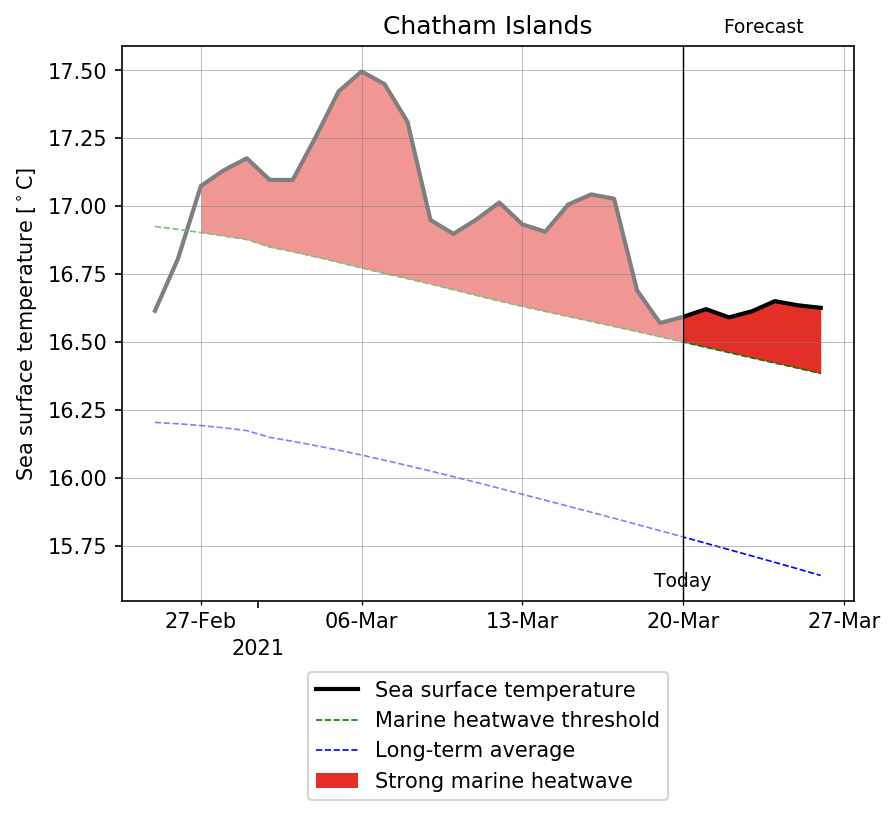 Chatham Islands
Forecast
Sea surface temperature [°C]
17.50
17.25
17.00
16.75
16.50
16.25
16.00
15.75
Today
27-Feb
06-Mar
13-Mar
20-Mar
27-Mar
2021
Sea surface temperature
Marine heatwave threshold
Long-term average
Strong marine heatwave